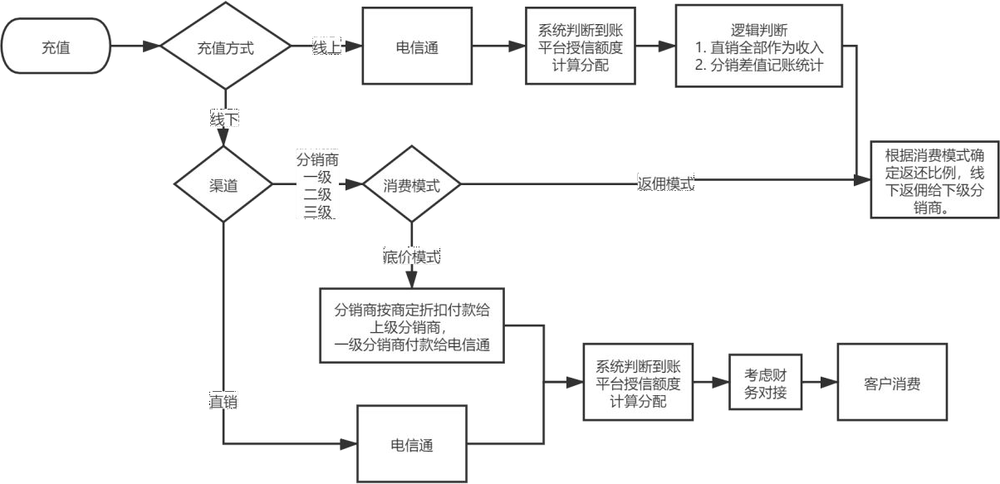 充值
充值方式
线上
电信通
系统判断到账
平台授信额度
计算分配
逻辑判断
1. 直销全部作为收入
2. 分销差值记账统计
线下
渠道
分销商
一级
二级
三级
消费模式
返佣模式
根据消费模式确
定返还比例，线
下返佣给下级分
销商。
底价模式
分销商按商定折扣付款给
上级分销商，
一级分销商付款给电信通
系统判断到账
平台授信额度
计算分配
考虑财
务对接
客户消费
直销
电信通